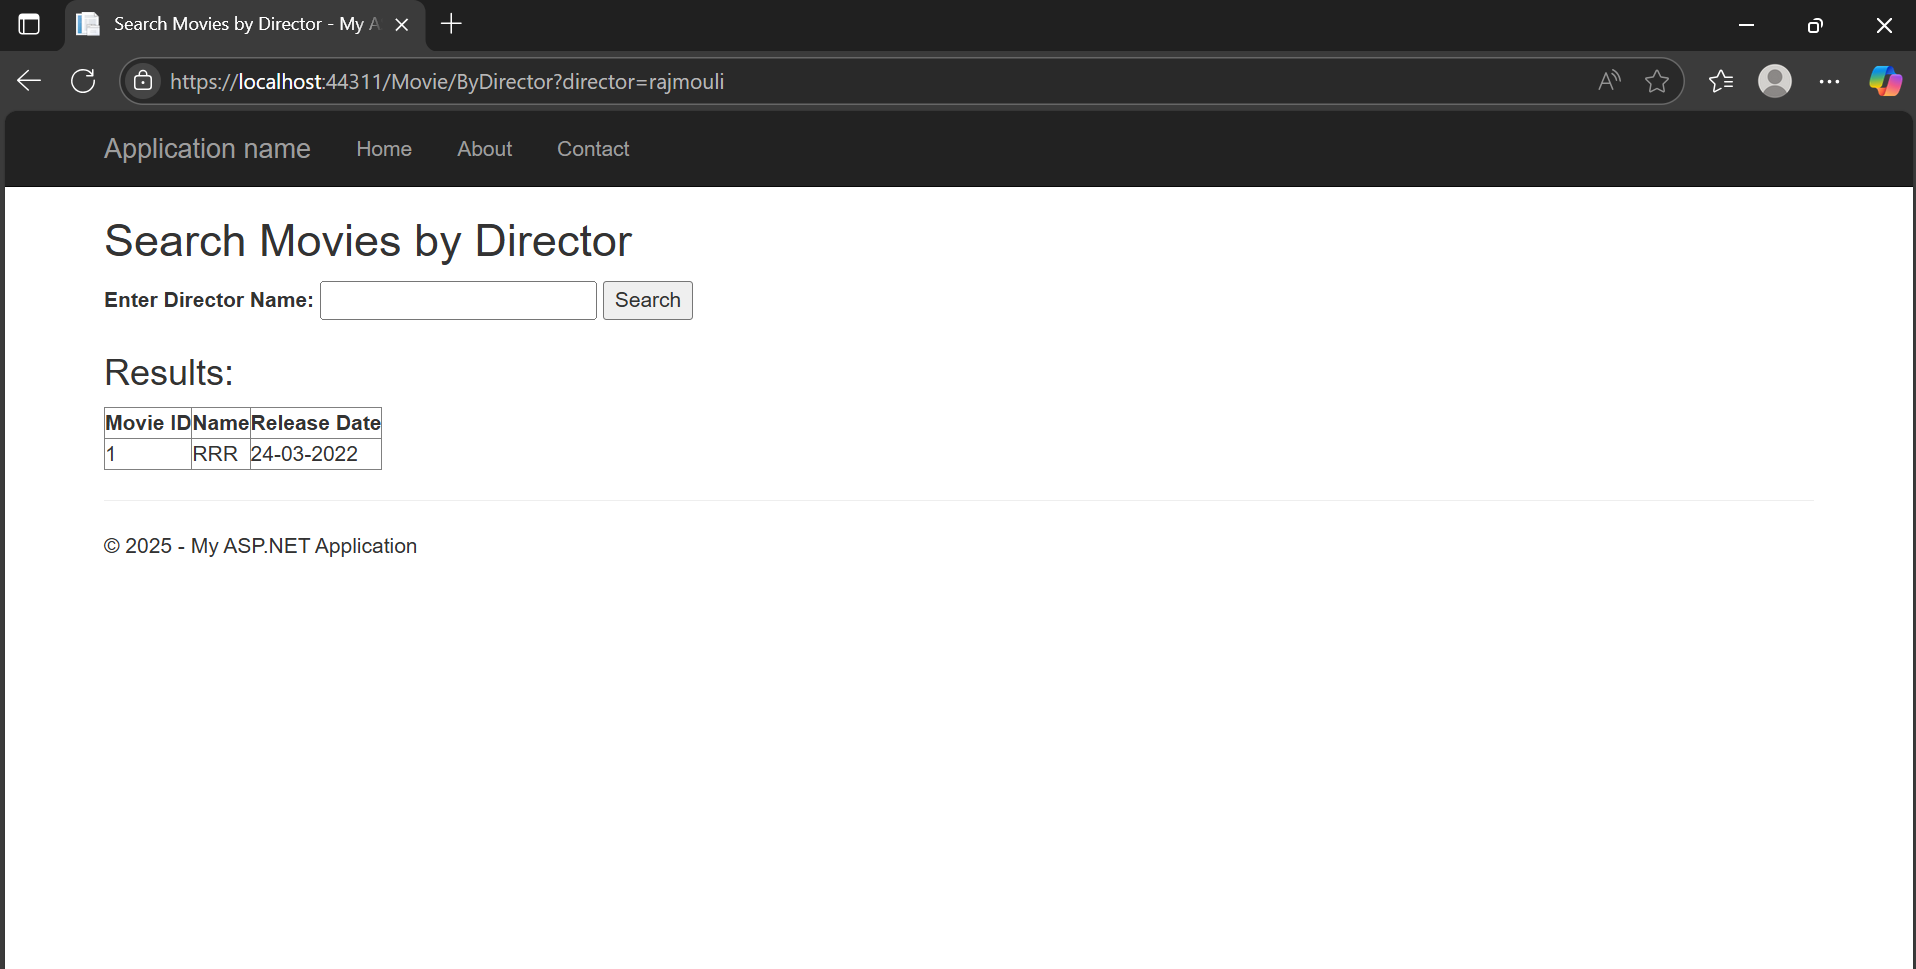 Search Movies by Director - My A
https://localhost:44311/Movie/ByDirector?director=rajmouli
Application name Home About Contact
Search Movies by Director
Enter Director Name: Search
Results:
Movie ID Name Release Date
1 RRR 24-03-2022
© 2025 - My ASP.NET Application